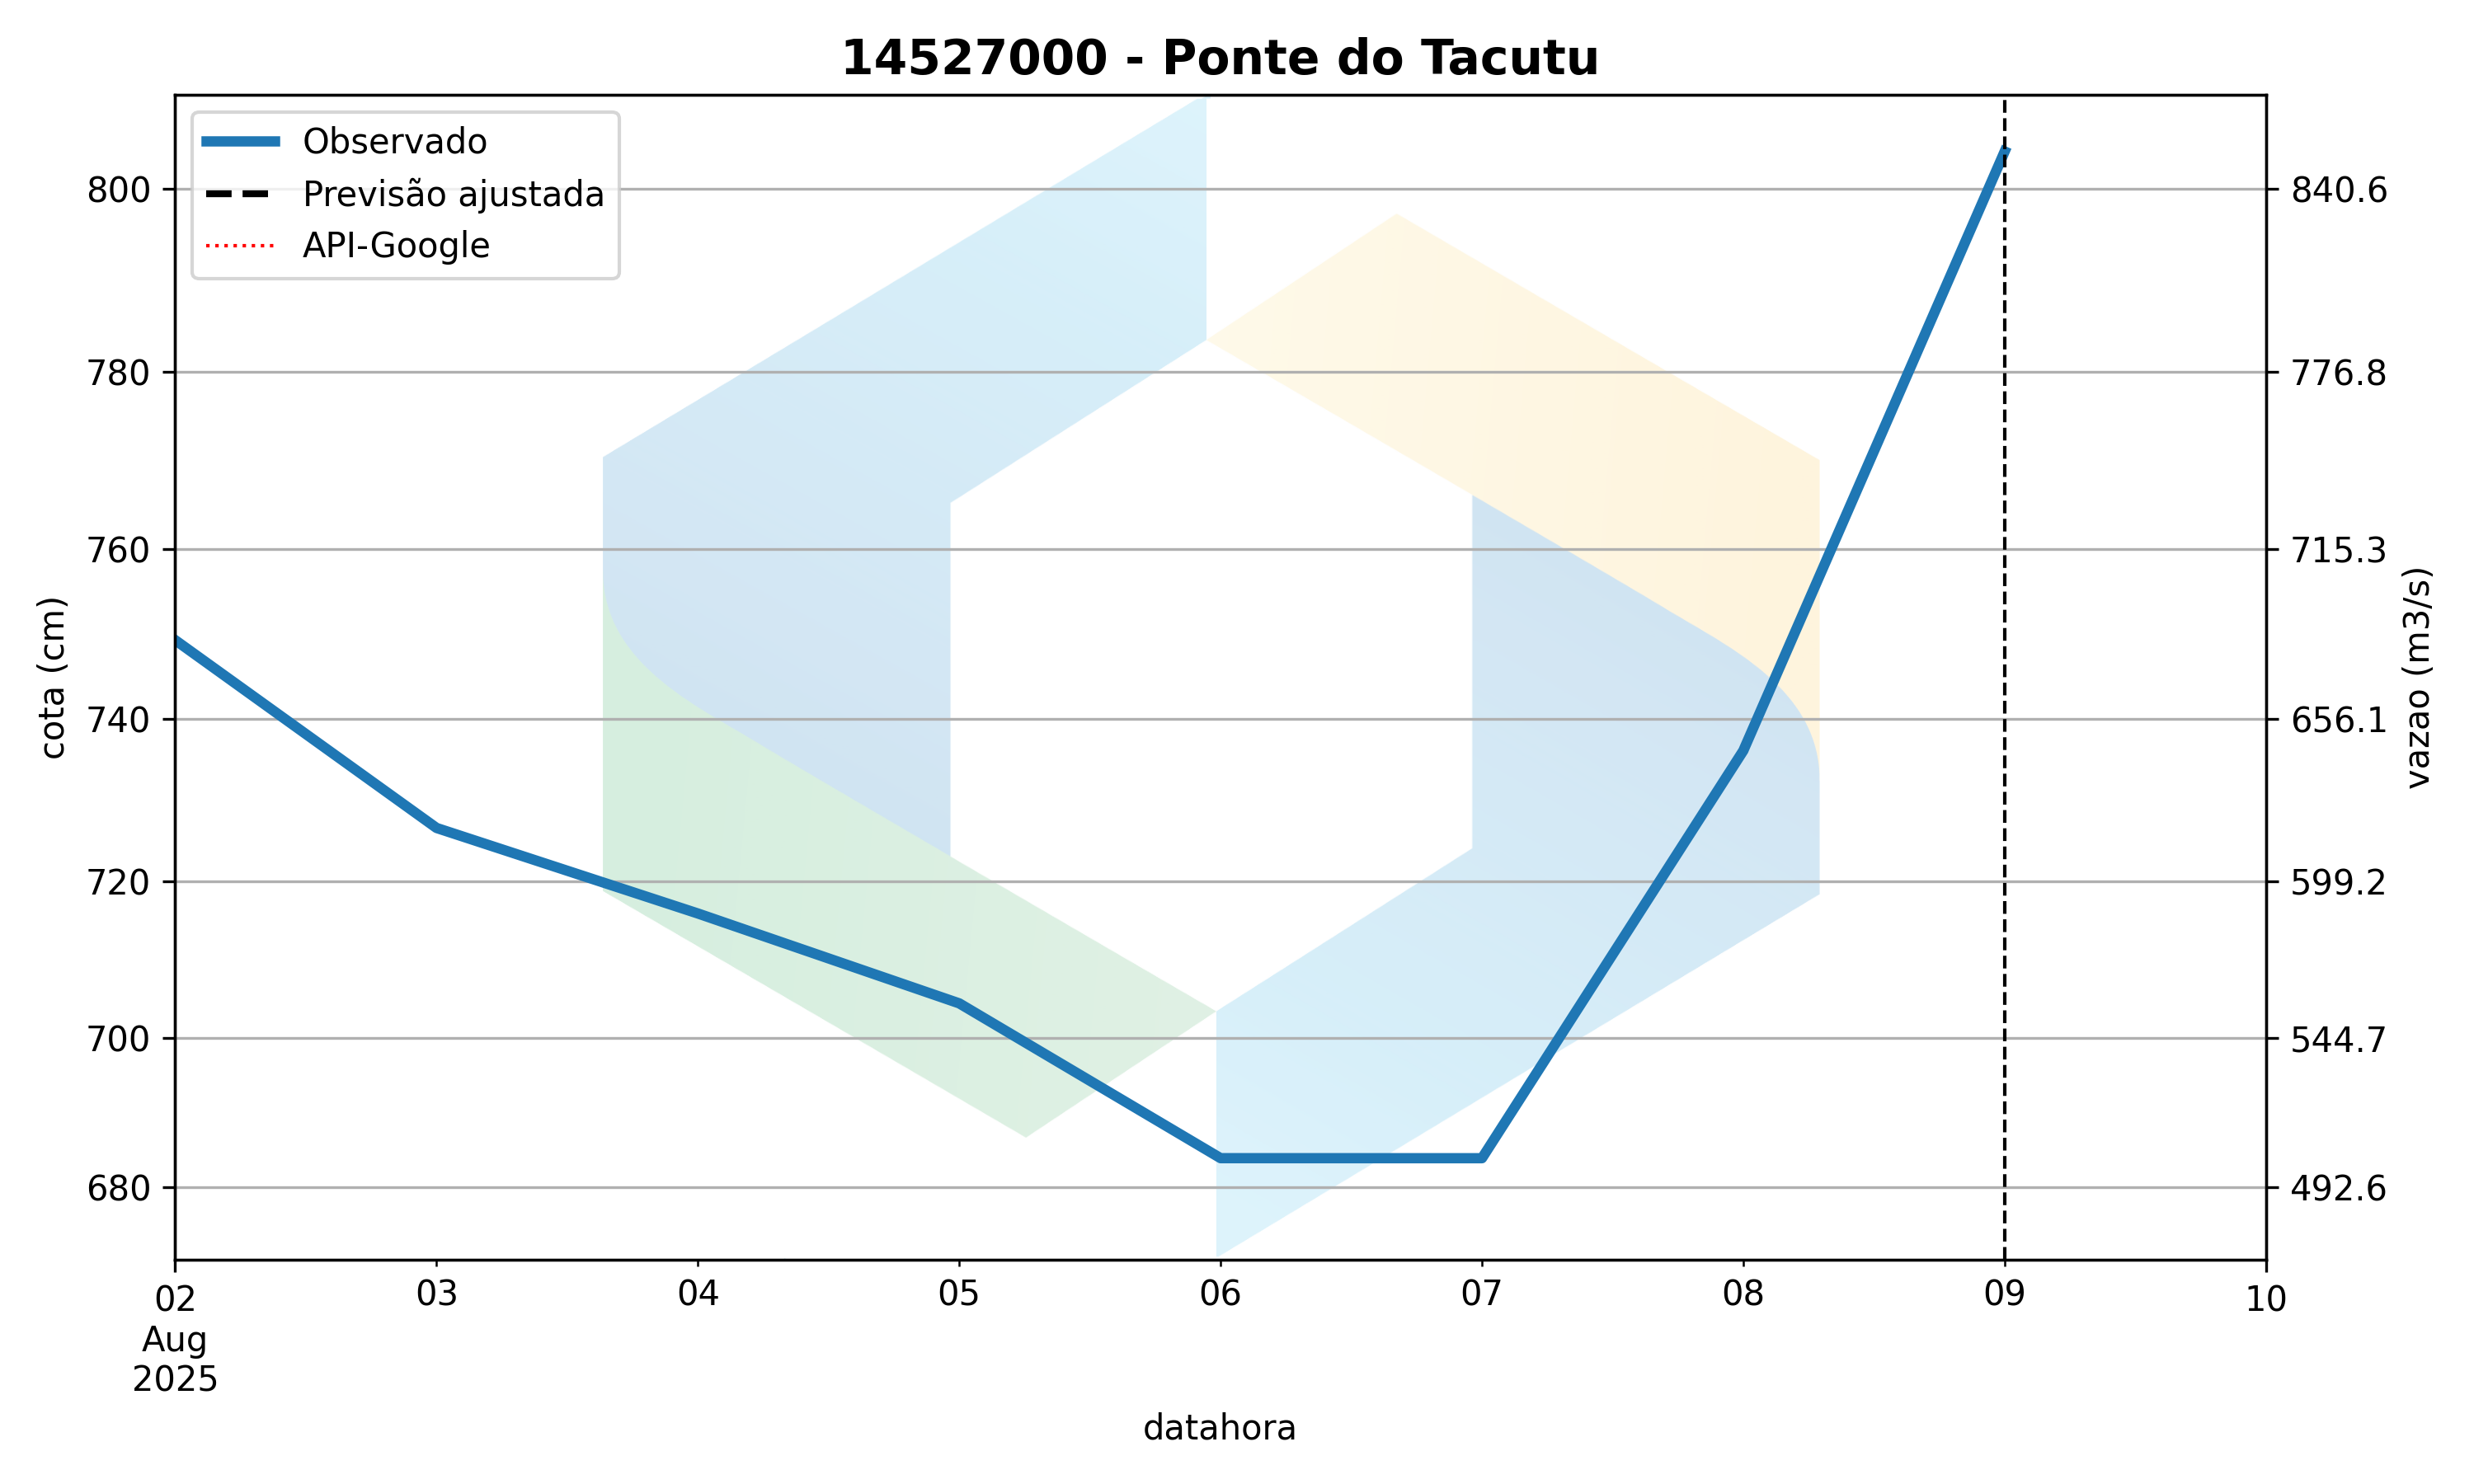 14527000 - Ponte do Tacutu
Observado
Previsão ajustada
API-Google
800
780
760
740
720
700
680
cota (cm)
840.6
776.8
715.3
656.1
599.2
544.7
492.6
vazao (m3/s)
02 03 04 05 06 07 08 09 10
Aug
2025
datahora